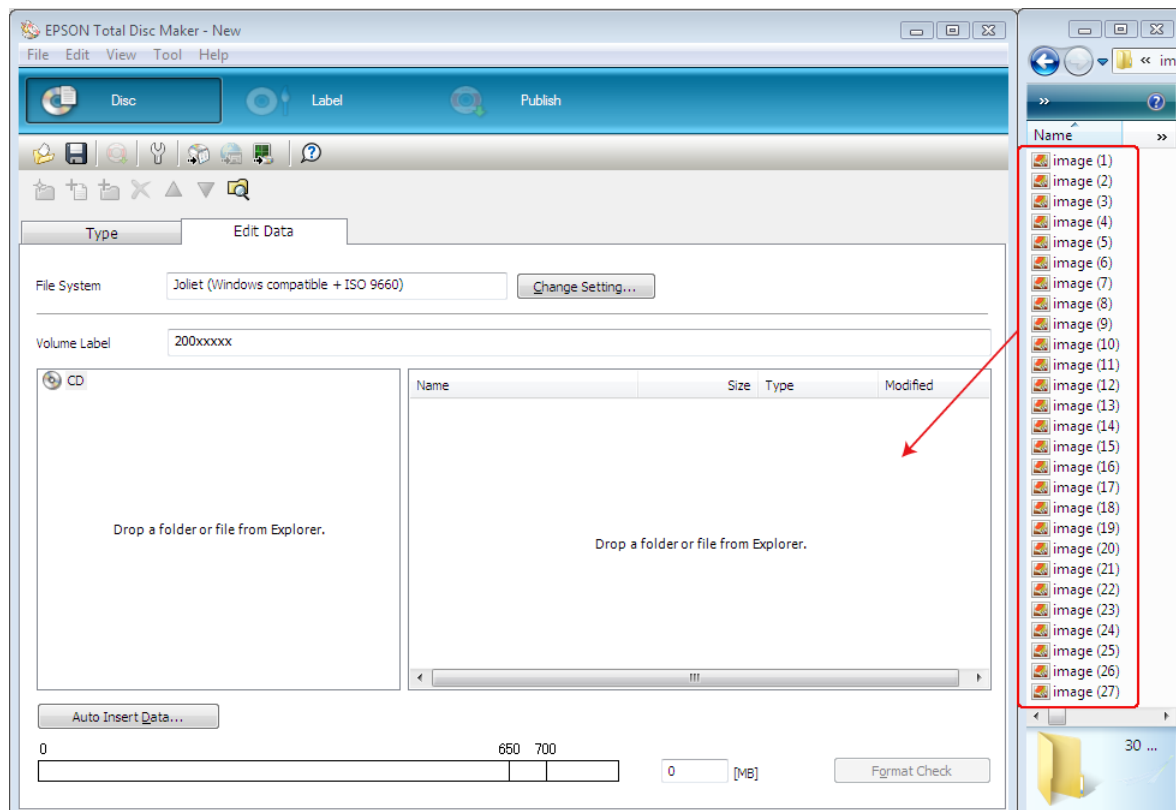 EPSON Total Disc Maker - New
File Edit View Tool Help
Disc Label Publish
Type Edit Data
File System Joliet (Windows compatible + ISO 9660) Change Setting...
Volume Label 200xxxxx
CD
Drop a folder or file from Explorer.
Name Size Type Modified
Drop a folder or file from Explorer.
Auto Insert Data...
0 650 700
0 [MB] Format Check
« im
»
Name »
image (1)
image (2)
image (3)
image (4)
image (5)
image (6)
image (7)
image (8)
image (9)
image (10)
image (11)
image (12)
image (13)
image (14)
image (15)
image (16)
image (17)
image (18)
image (19)
image (20)
image (21)
image (22)
image (23)
image (24)
image (25)
image (26)
image (27)
30 ...